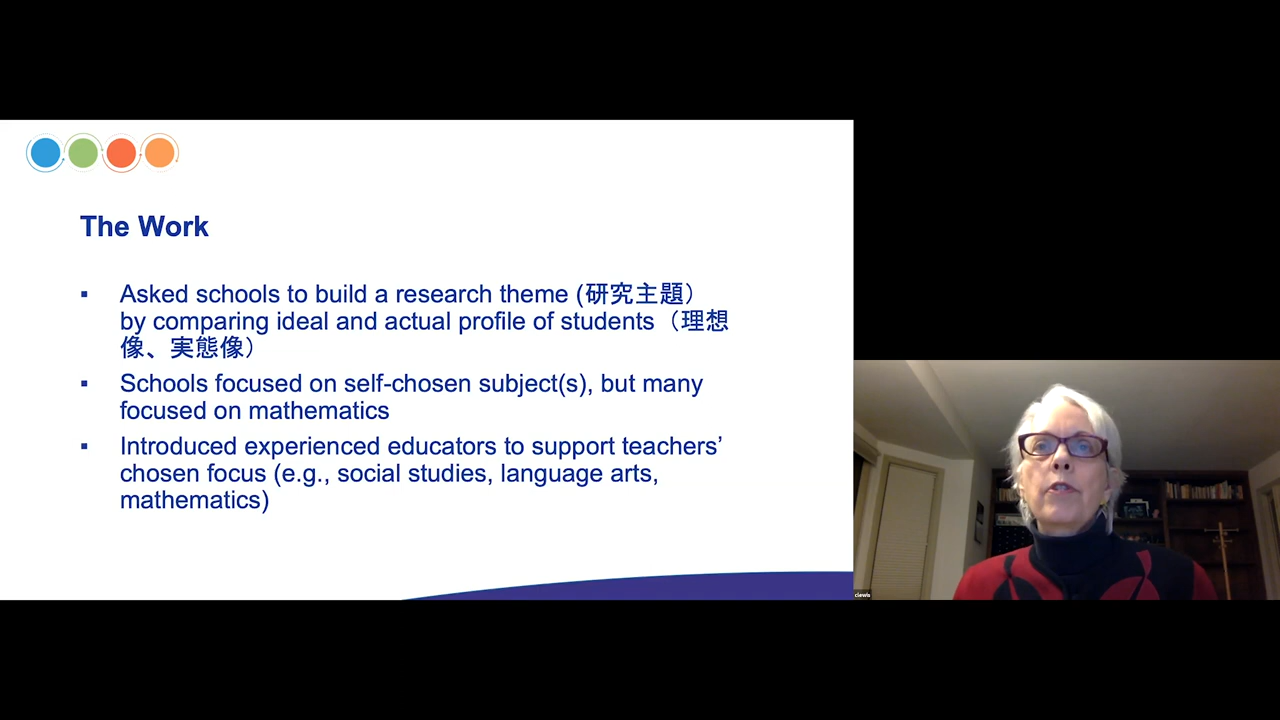 The Work
▪ Asked schools to build a research theme (研究主題）
by comparing ideal and actual profile of students（理想
像、実態像）
▪ Schools focused on self-chosen subject(s), but many
focused on mathematics
▪ Introduced experienced educators to support teachers’
chosen focus (e.g., social studies, language arts,
mathematics)
clewis